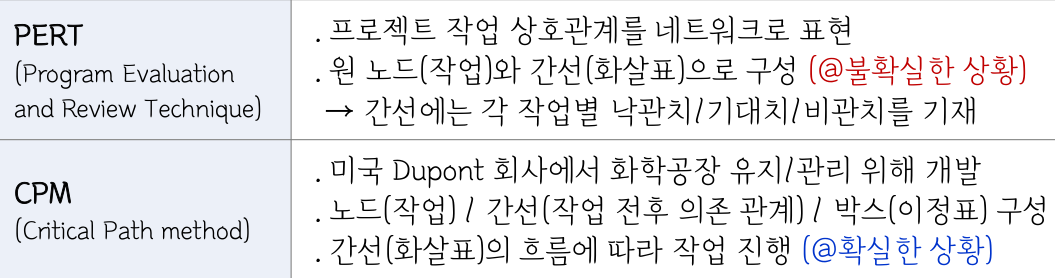 PERT
(Program Evaluation
and Review Technique)
. 프로젝트 작업 상호관계를 네트워크로 표현
. 원 노드(작업)와 간선(화살표)으로 구성 (@불확실한 상황)
→ 간선에는 각 작업별 낙관치/기대치/비관치를 기재
CPM
(Critical Path method)
. 미국 Dupont 회사에서 화학공장 유지/관리 위해 개발
. 노드(작업) / 간선(작업 전후 의존 관계) / 박스(이정표) 구성
. 간선(화살표)의 흐름에 따라 작업 진행 (@확실한 상황)